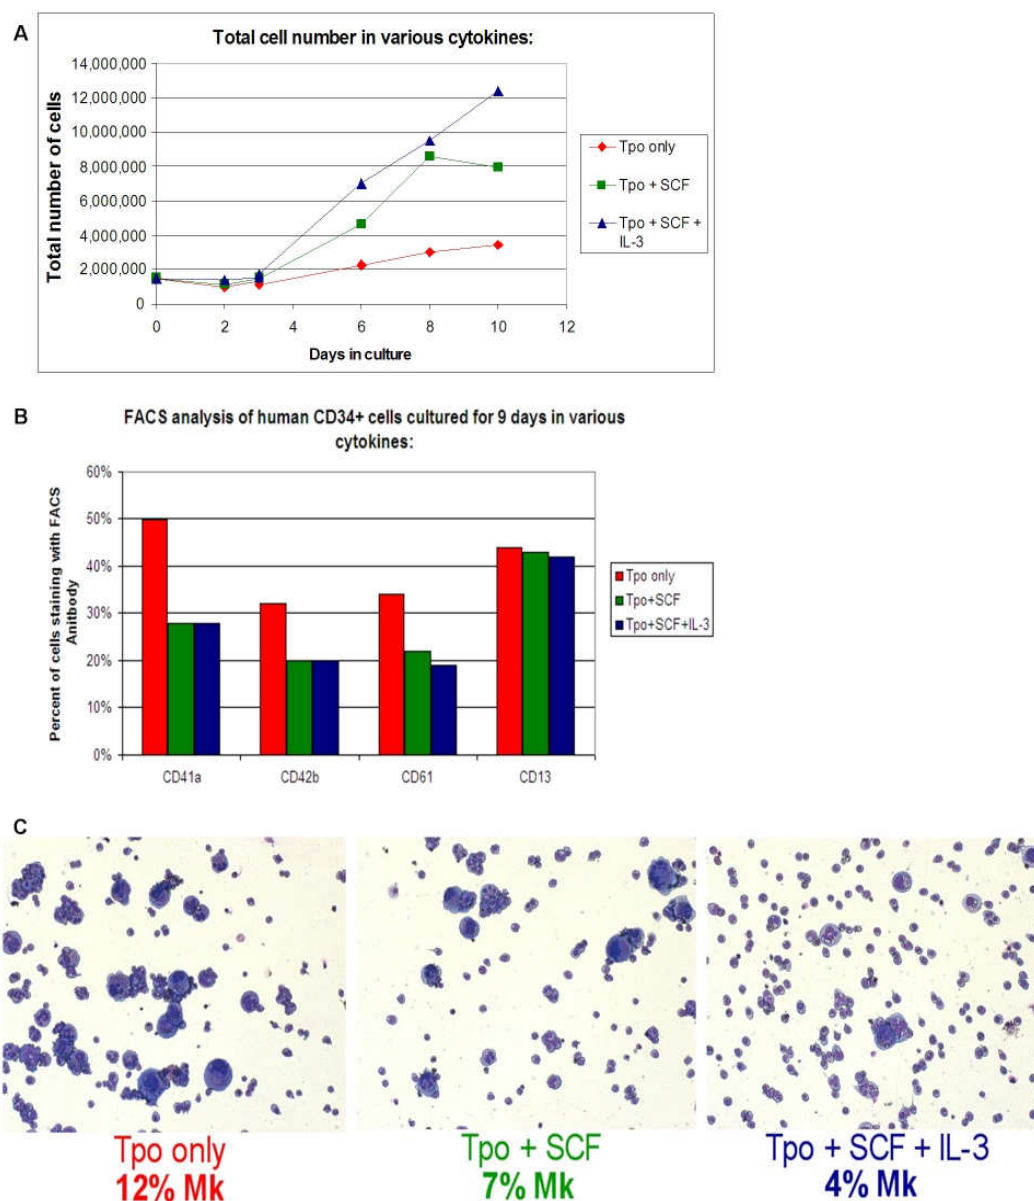 A
Total cell number in various cytokines:
Total number of cells
14,000,000
12,000,000
10,000,000
8,000,000
6,000,000
4,000,000
2,000,000
0
0 2 4 6 8 10 12
Days in culture
Tpo only
Tpo + SCF
Tpo + SCF +
IL-3
B
FACS analysis of human CD34+ cells cultured for 9 days in various
cytokines:
Percent of cells staining with FACS
Anitbody
60%
50%
40%
30%
20%
10%
0%
CD41a CD42b CD61 CD13
Tpo only
Tpo+SCF
Tpo+SCF+IL-3
C
Tpo only
12% Mk
Tpo + SCF
7% Mk
Tpo + SCF + IL-3
4% Mk